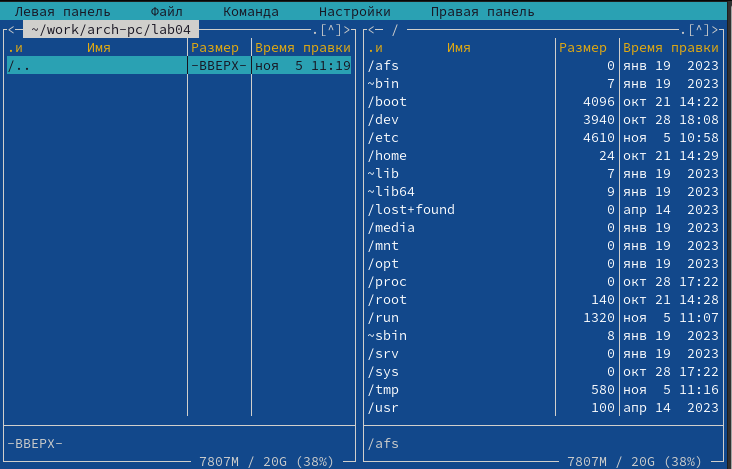 Левая панель Файл Команда Настройки Правая панель
<─ ~/work/arch-pc/lab04 ─.[^]>
.и Имя Размер Время правки
/.. -ВВЕРХ- ноя 5 11:19
-ВВЕРХ-
7807M / 20G (38%)
<─ / ─.[^]>
.и Имя Размер Время правки
/afs 0 янв 19 2023
~bin 7 янв 19 2023
/boot 4096 окт 21 14:22
/dev 3940 окт 28 18:08
/etc 4610 ноя 5 10:58
/home 24 окт 21 14:29
~lib 7 янв 19 2023
~lib64 9 янв 19 2023
/lost+found 0 апр 14 2023
/media 0 янв 19 2023
/mnt 0 янв 19 2023
/opt 0 янв 19 2023
/proc 0 окт 28 17:22
/root 140 окт 21 14:28
/run 1320 ноя 5 11:07
~sbin 8 янв 19 2023
/srv 0 янв 19 2023
/sys 0 окт 28 17:22
/tmp 580 ноя 5 11:16
/usr 100 апр 14 2023
/afs
7807M / 20G (38%)